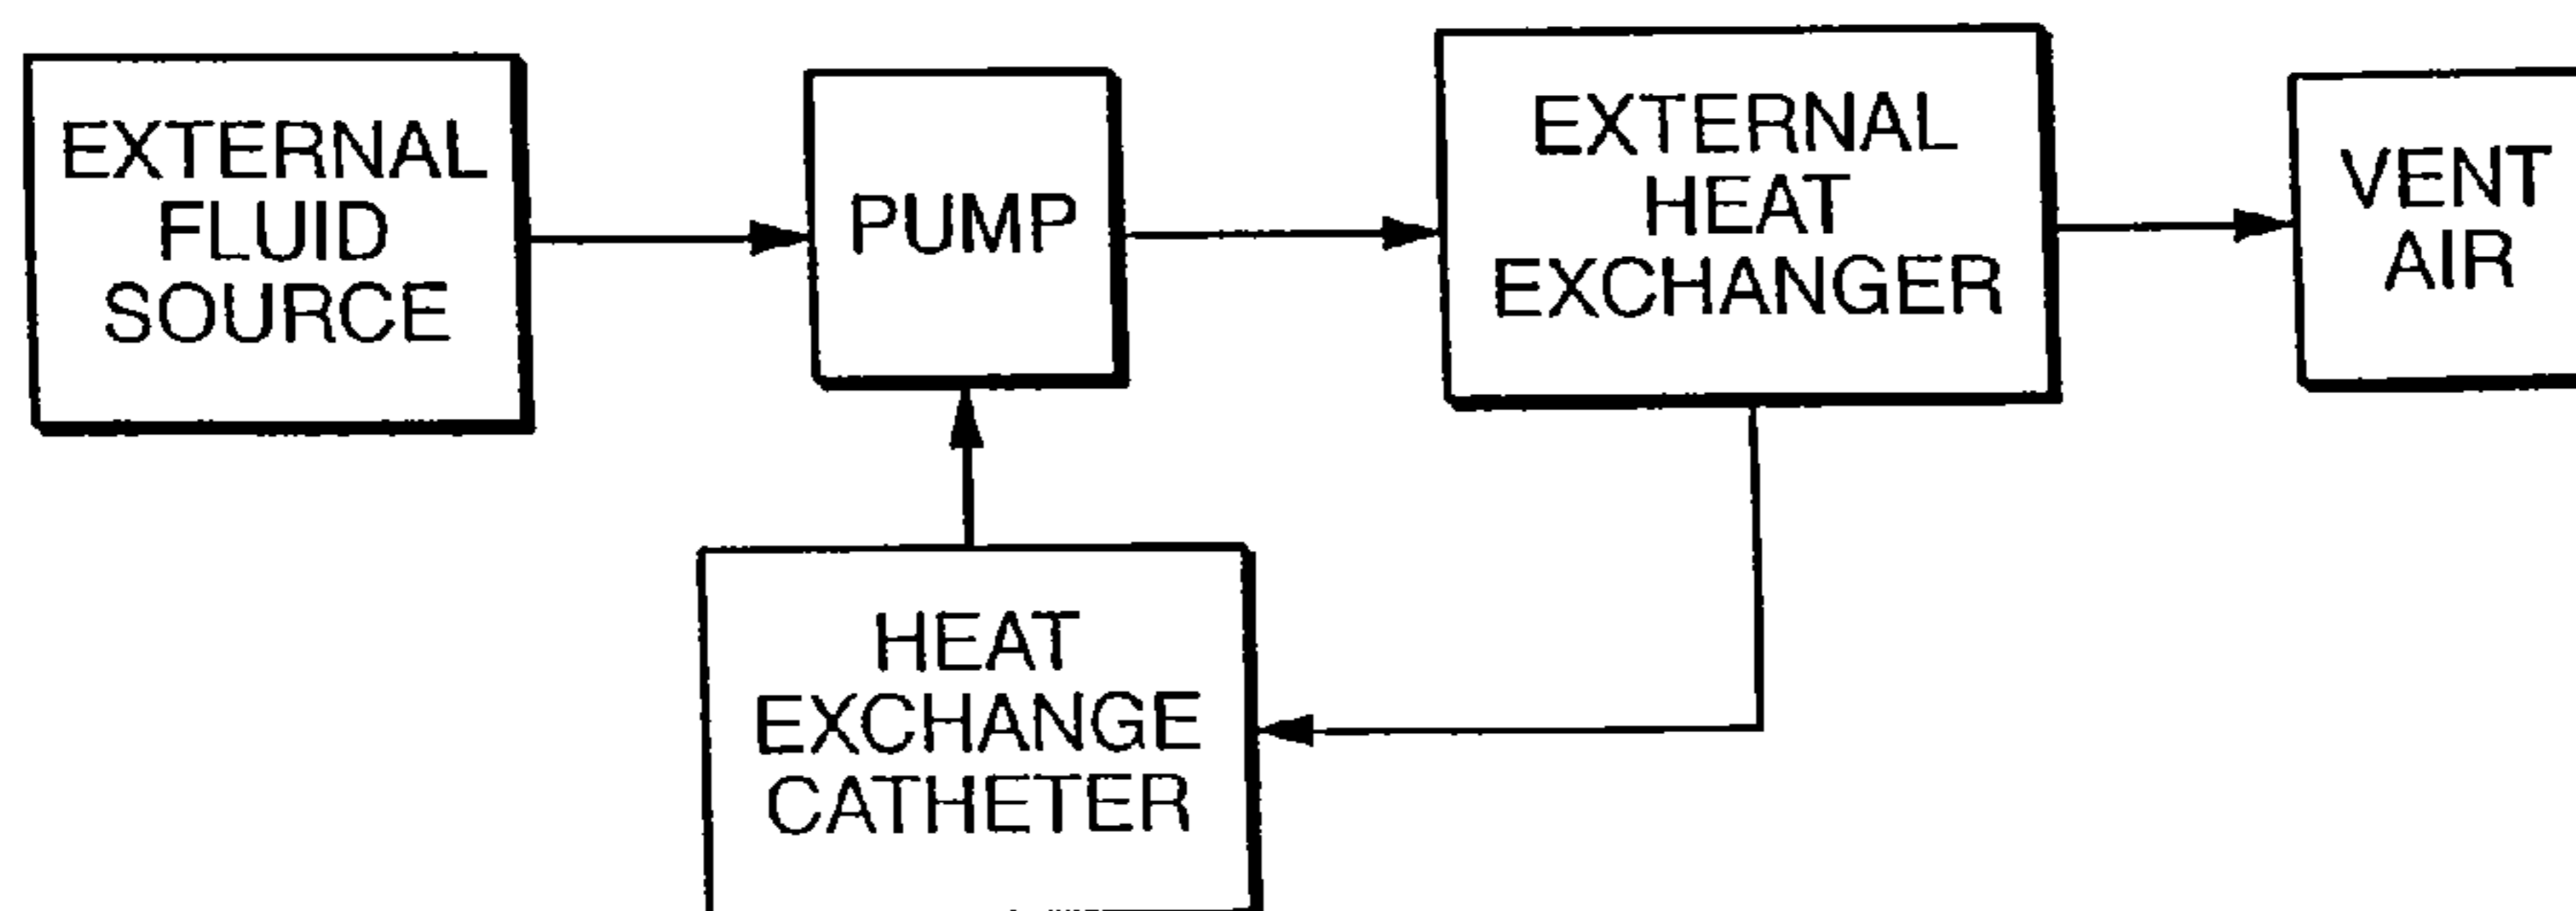 EXTERNAL
FLUID
SOURCE
PUMP
EXTERNAL
HEAT
EXCHANGER
VENT
AIR
HEAT
EXCHANGE
CATHETER